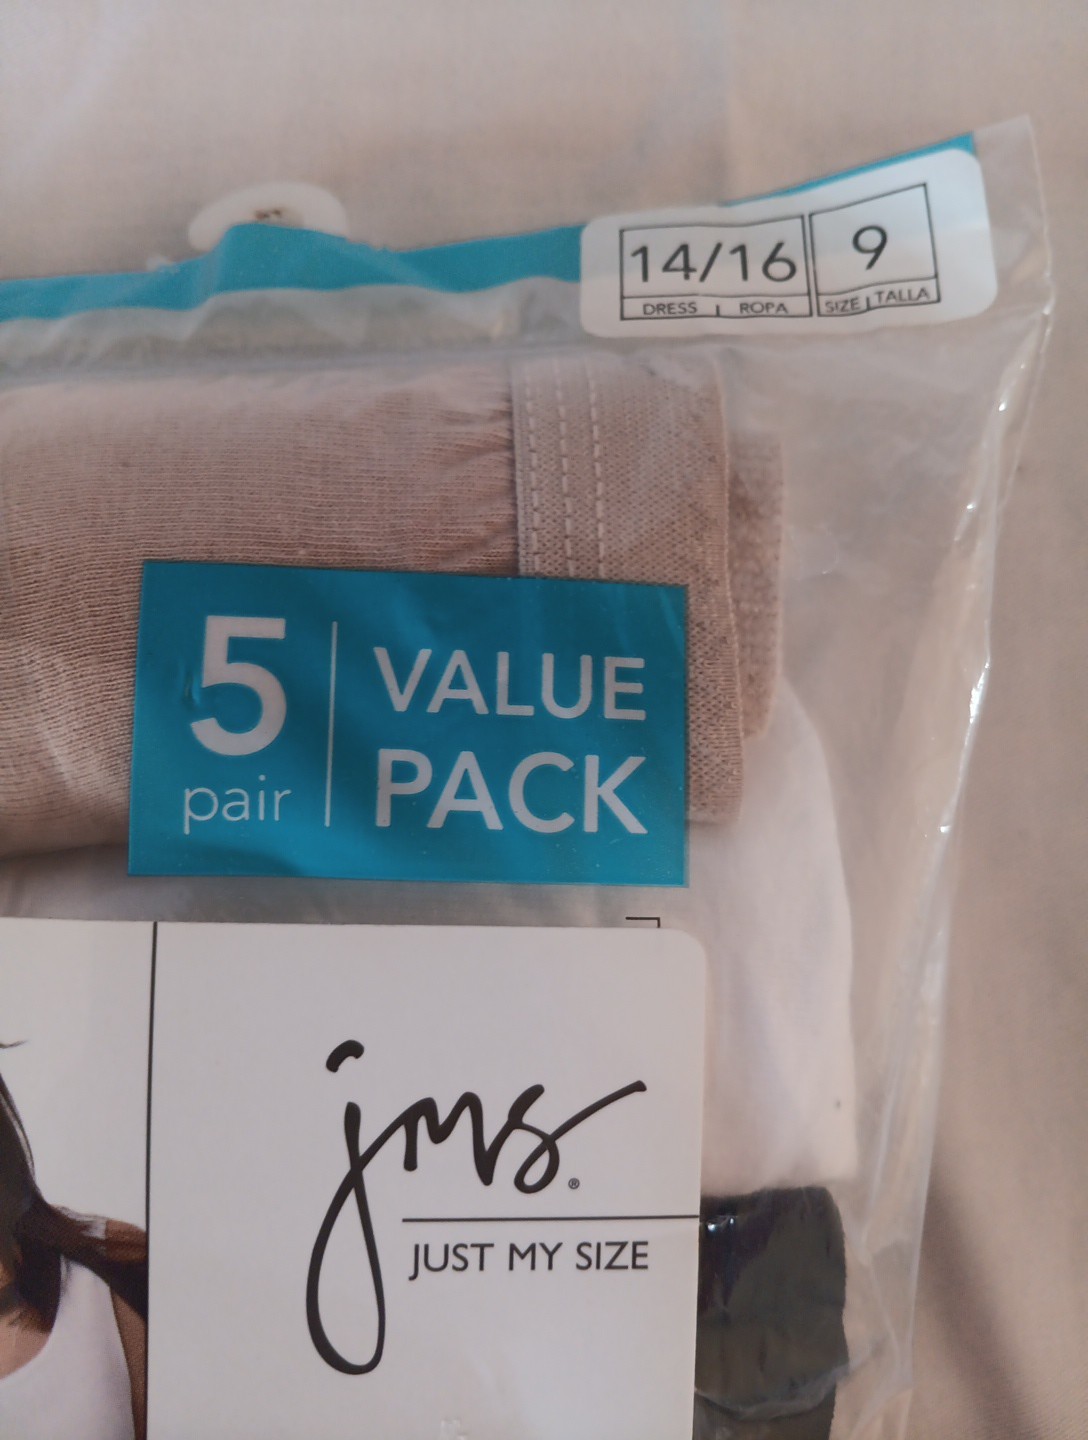 14/16 9
DRESS | ROPA SIZE | TALLA
5
pair
VALUE
PACK
jms®
JUST MY SIZE